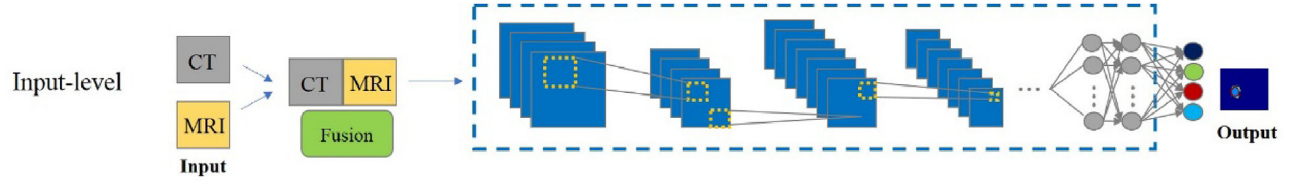 Input-level
CT
MRI
Input
CT MRI
Fusion
Output